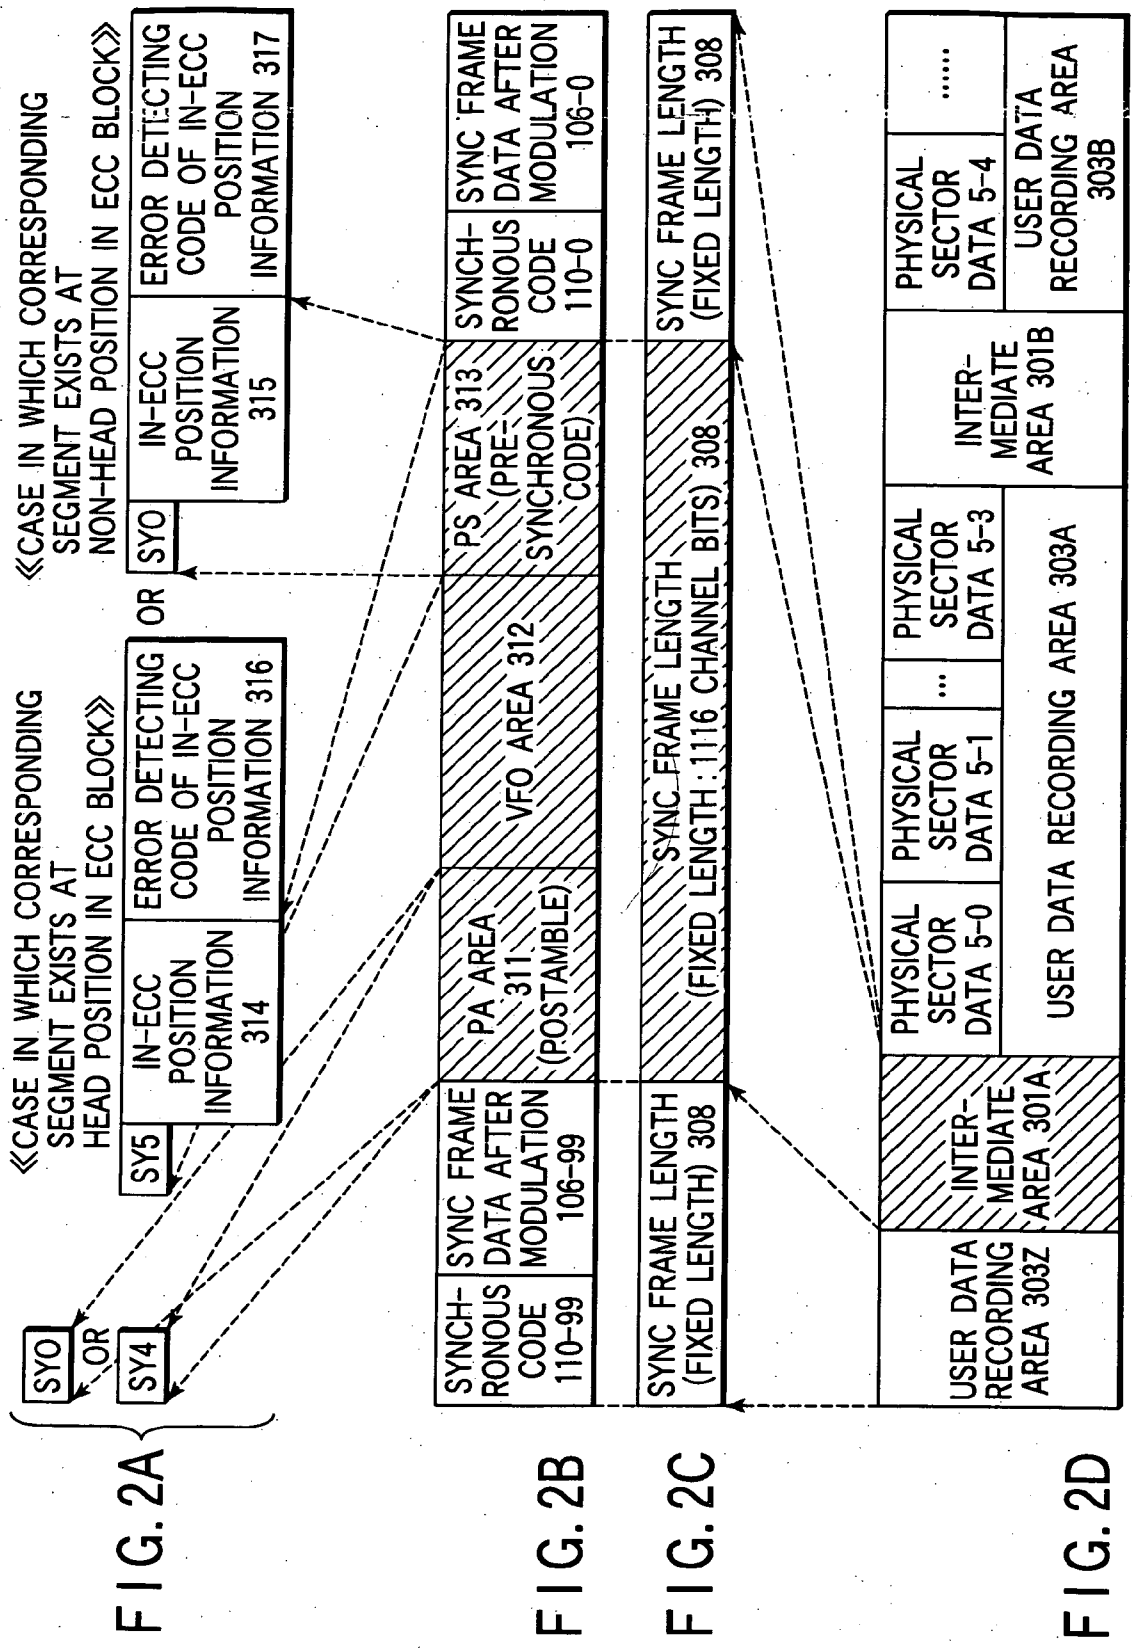 FIG. 2A
SY0
OR
SY4
《CASE IN WHICH CORRESPONDING
SEGMENT EXISTS AT
HEAD POSITION IN ECC BLOCK》
SY5
IN-ECC
POSITION
INFORMATION
314
ERROR DETECTING
CODE OF IN-ECC
POSITION
INFORMATION 316
OR
《CASE IN WHICH CORRESPONDING
SEGMENT EXISTS AT
NON-HEAD POSITION IN ECC BLOCK》
SY0
IN-ECC
POSITION
INFORMATION
315
ERROR DETECTING
CODE OF IN-ECC
POSITION
INFORMATION 317
FIG. 2B
SYNCH-
RONOUS
CODE
110-99
SYNC FRAME
DATA AFTER
MODULATION
106-99
PA AREA
311
(POSTAMBLE)
VFO AREA 312
PS AREA 313
(PRE-
SYNCHRONOUS
CODE)
SYNCH-
RONOUS
CODE
110-0
SYNC FRAME
DATA AFTER
MODULATION
106-0
FIG. 2C
SYNC FRAME LENGTH
(FIXED LENGTH) 308
SYNC FRAME LENGTH
(FIXED LENGTH : 1116 CHANNEL BITS) 308
SYNC FRAME LENGTH
(FIXED LENGTH) 308
FIG. 2D
USER DATA
RECORDING
AREA 303Z
INTER-
MEDIATE
AREA 301A
PHYSICAL
SECTOR
DATA 5-0
PHYSICAL
SECTOR
DATA 5-1
...
PHYSICAL
SECTOR
DATA 5-3
USER DATA RECORDING AREA 303A
INTER-
MEDIATE
AREA 301B
PHYSICAL
SECTOR
DATA 5-4
......
USER DATA
RECORDING AREA
303B